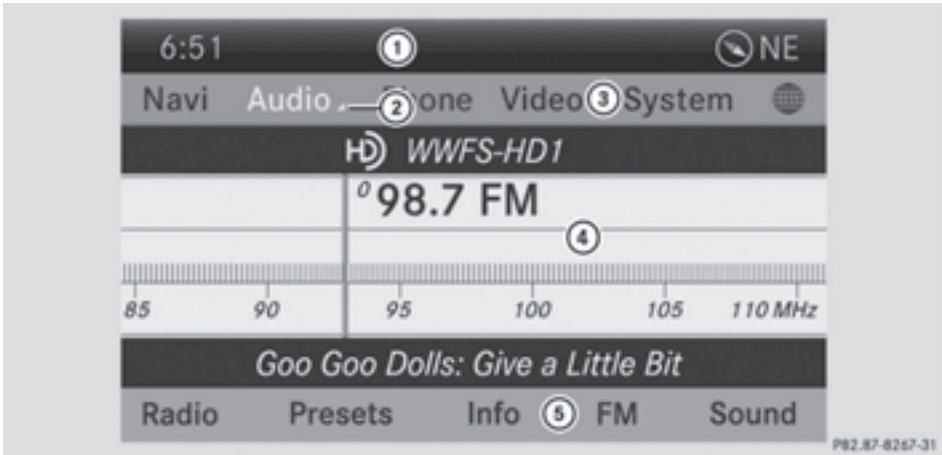 6:51 1 NE
Navi Audio 2 Phone Video 3 System
HD WWFS-HD1
0 98.7 FM
4
85 90 95 100 105 110 MHz
Goo Goo Dolls: Give a Little Bit
Radio Presets Info 5 FM Sound
P82.87-8267-31